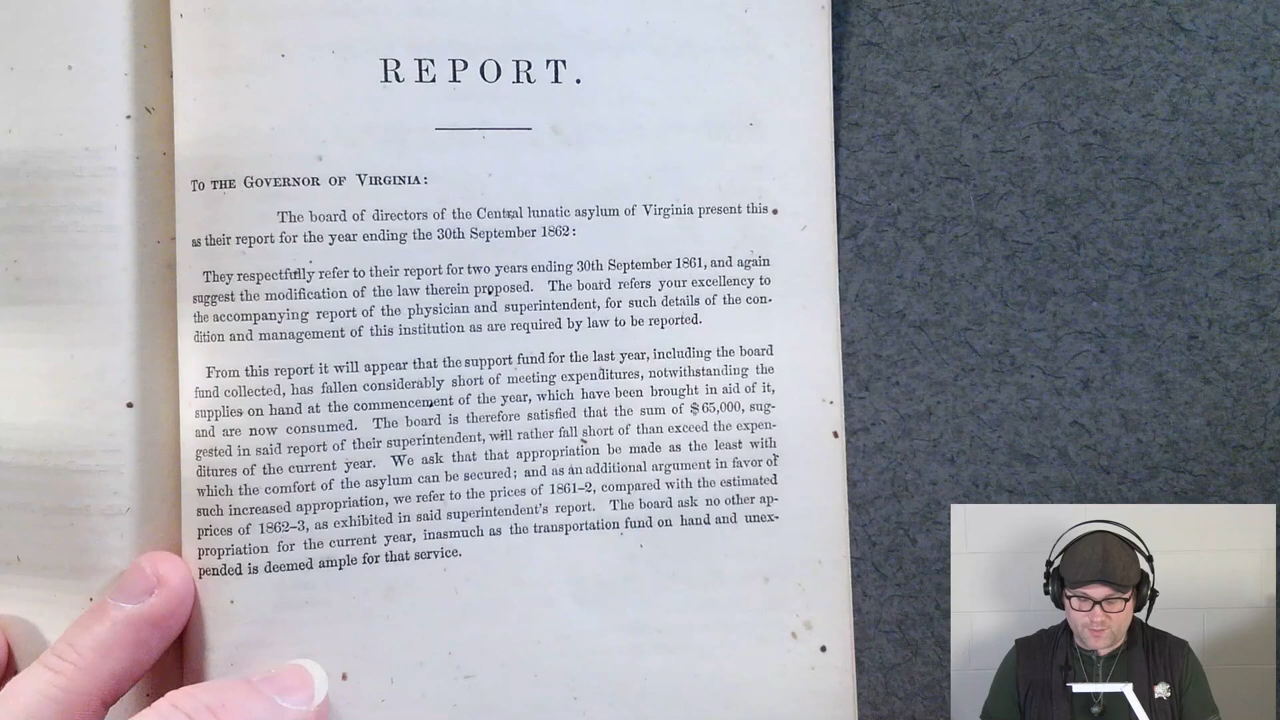 REPORT.
To the Governor of Virginia:
The board of directors of the Central lunatic asylum of Virginia present this
as their report for the year ending the 30th September 1862:
They respectfully refer to their report for two years ending 30th September 1861, and again
suggest the modification of the law therein proposed. The board refers your excellency to
the accompanying report of the physician and superintendent, for such details of the con-
dition and management of this institution as are required by law to be reported.
From this report it will appear that the support fund for the last year, including the board
fund collected, has fallen considerably short of meeting expenditures, notwithstanding the
supplies on hand at the commencement of the year, which have been brought in aid of it,
and are now consumed. The board is therefore satisfied that the sum of $65,000, sug-
gested in said report of their superintendent, will rather fall short of than exceed the expen-
ditures of the current year. We ask that that appropriation be made as the least with
which the comfort of the asylum can be secured; and as an additional argument in favor of
such increased appropriation, we refer to the prices of 1861-2, compared with the estimated
prices of 1862-3, as exhibited in said superintendent's report. The board ask no other ap-
propriation for the current year, inasmuch as the transportation fund on hand and unex-
pended is deemed ample for that service.